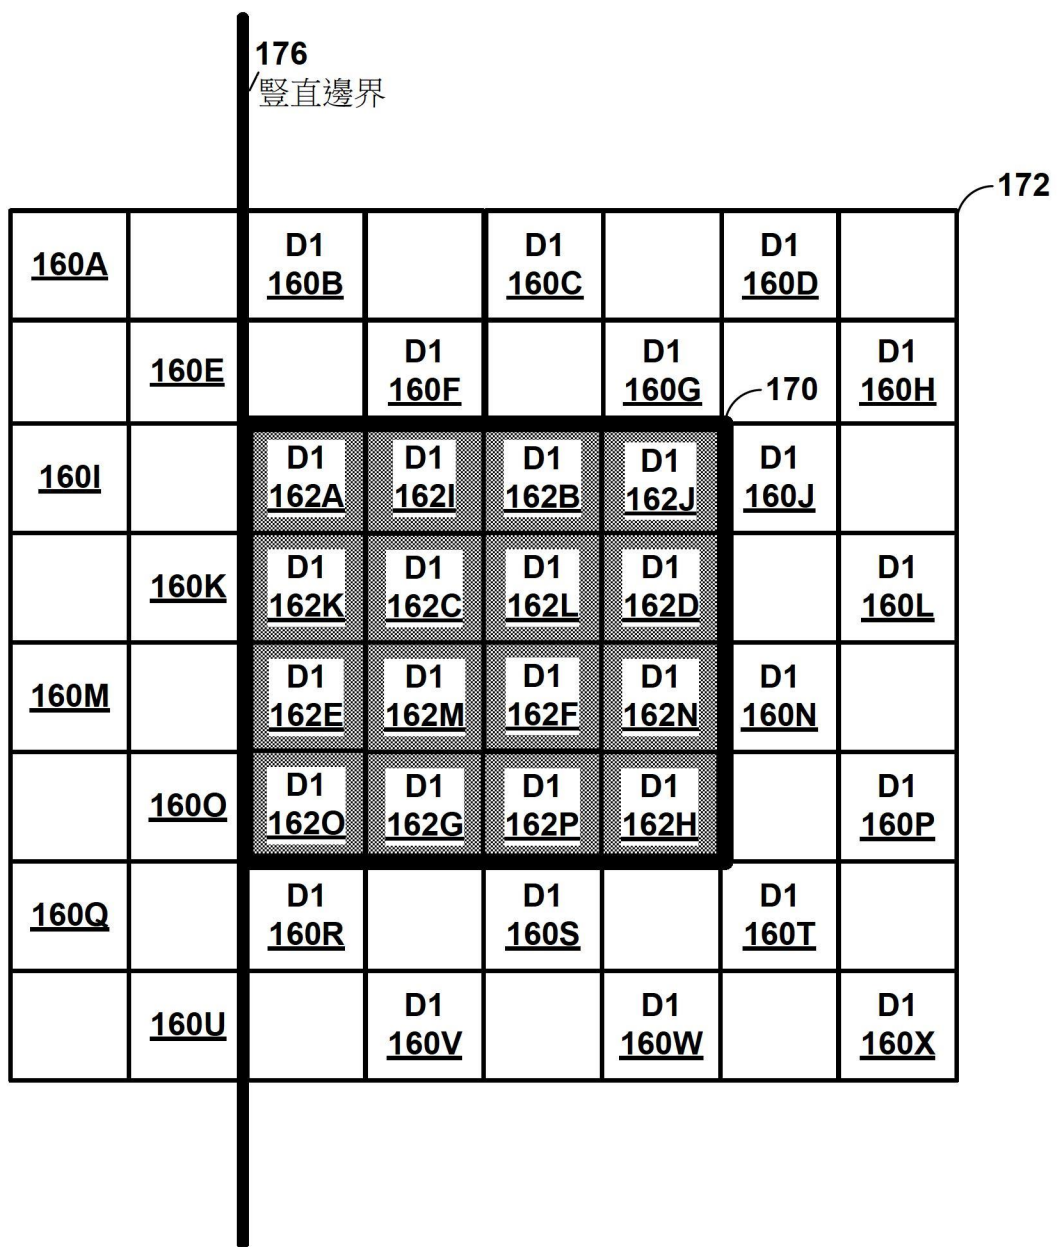 176
豎直邊界
172
160A
D1
160B
D1
160C
D1
160D
160E
D1
160F
D1
160G
D1
160H
170
160I
D1
162A
D1
162I
D1
162B
D1
162J
D1
160J
160K
D1
162K
D1
162C
D1
162L
D1
162D
D1
160L
160M
D1
162E
D1
162M
D1
162F
D1
162N
D1
160N
160O
D1
162O
D1
162G
D1
162P
D1
162H
D1
160P
160Q
D1
160R
D1
160S
D1
160T
160U
D1
160V
D1
160W
D1
160X